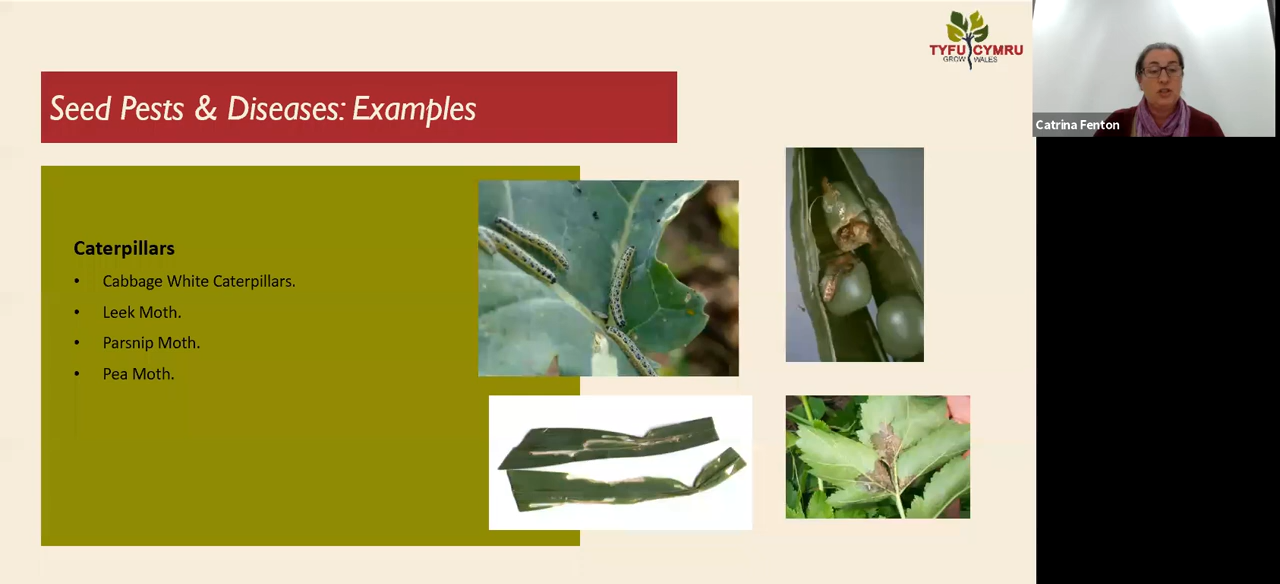 TYFU CYMRU
GROW WALES
Seed Pests & Diseases: Examples
Catrina Fenton
Caterpillars
• Cabbage White Caterpillars.
• Leek Moth.
• Parsnip Moth.
• Pea Moth.